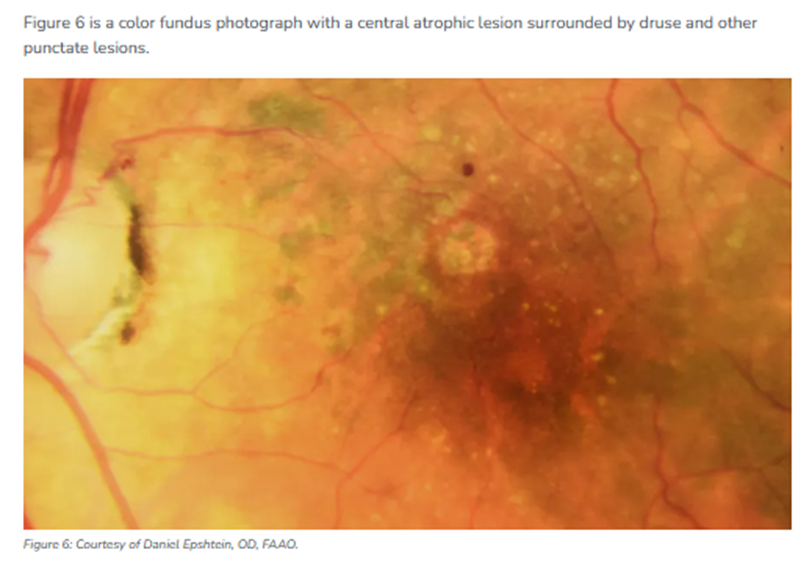 Figure 6 is a color fundus photograph with a central atrophic lesion surrounded by druse and other
punctate lesions.
Figure 6: Courtesy of Daniel Epshtein, OD, FAAO.